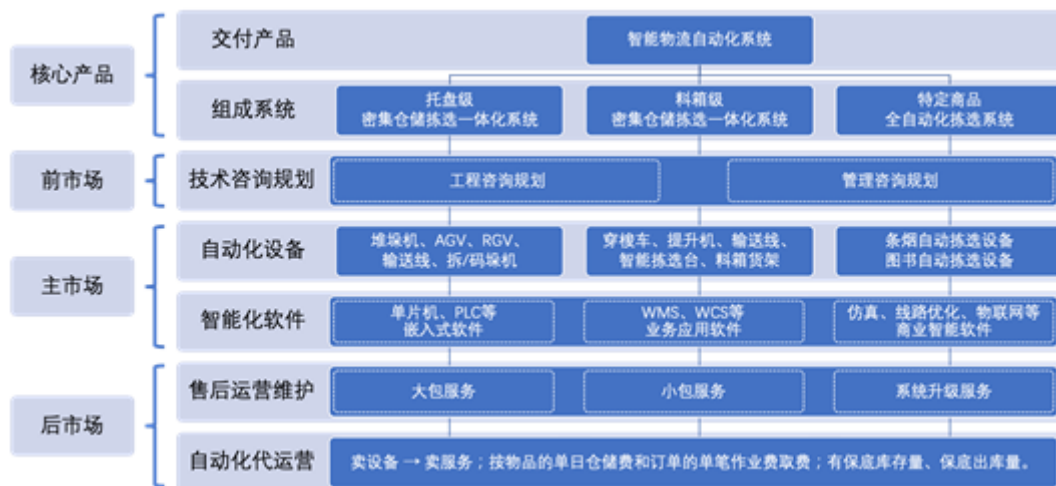 核心产品
交付产品
智能物流自动化系统
组成系统
托盘级
密集仓储拣选一体化系统
料箱级
密集仓储拣选一体化系统
特定商品
全自动化拣选系统
前市场
技术咨询规划
工程咨询规划
管理咨询规划
主市场
自动化设备
堆垛机、AGV、RGV、
输送线、拆/码垛机
穿梭车、提升机、输送线、
智能拣选台、料箱货架
条烟自动拣选设备
图书自动拣选设备
智能化软件
单片机、PLC等
嵌入式软件
WMS、WCS等
业务应用软件
仿真、线路优化、物联网等
商业智能软件
后市场
售后运营维护
大包服务
小包服务
系统升级服务
自动化代运营
卖设备 → 卖服务；按物品的单日仓储费和订单的单笔作业费取费；有保底库存量、保底出库量。